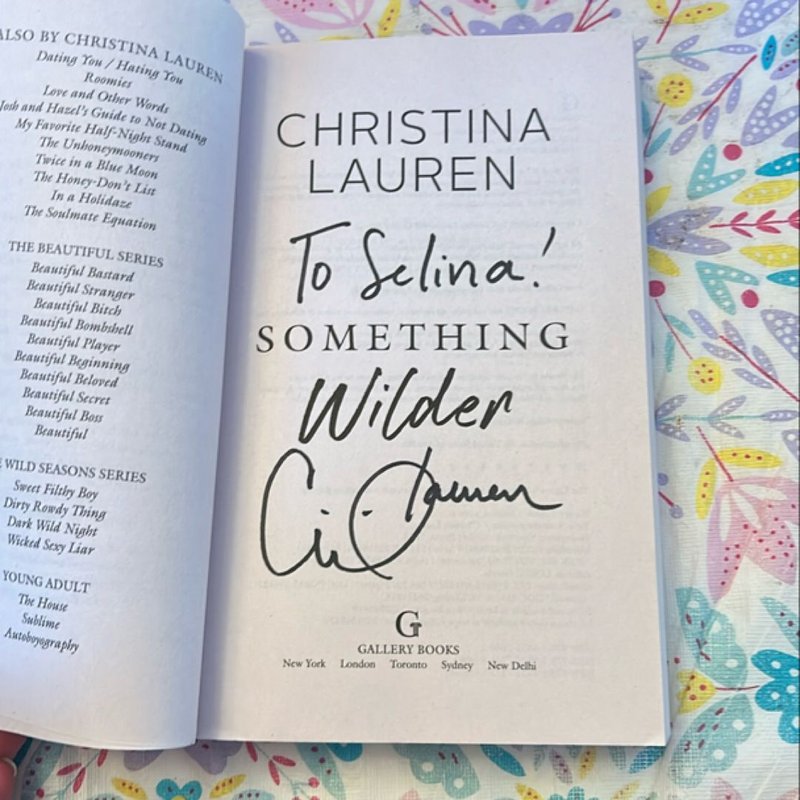 ALSO BY CHRISTINA LAUREN
Dating You / Hating You
Roomies
Love and Other Words
Josh and Hazel's Guide to Not Dating
My Favorite Half-Night Stand
The Unhoneymooners
Twice in a Blue Moon
The Honey-Don't List
In a Holidaze
The Soulmate Equation
THE BEAUTIFUL SERIES
Beautiful Bastard
Beautiful Stranger
Beautiful Bitch
Beautiful Bombshell
Beautiful Player
Beautiful Beginning
Beautiful Beloved
Beautiful Secret
Beautiful Boss
Beautiful
WILD SEASONS SERIES
Sweet Filthy Boy
Dirty Rowdy Thing
Dark Wild Night
Wicked Sexy Liar
YOUNG ADULT
The House
Sublime
Autoboyography
CHRISTINA
LAUREN
To Selina!
SOMETHING
Wilder
Lauren
G
GALLERY BOOKS
New York London Toronto Sydney New Delhi